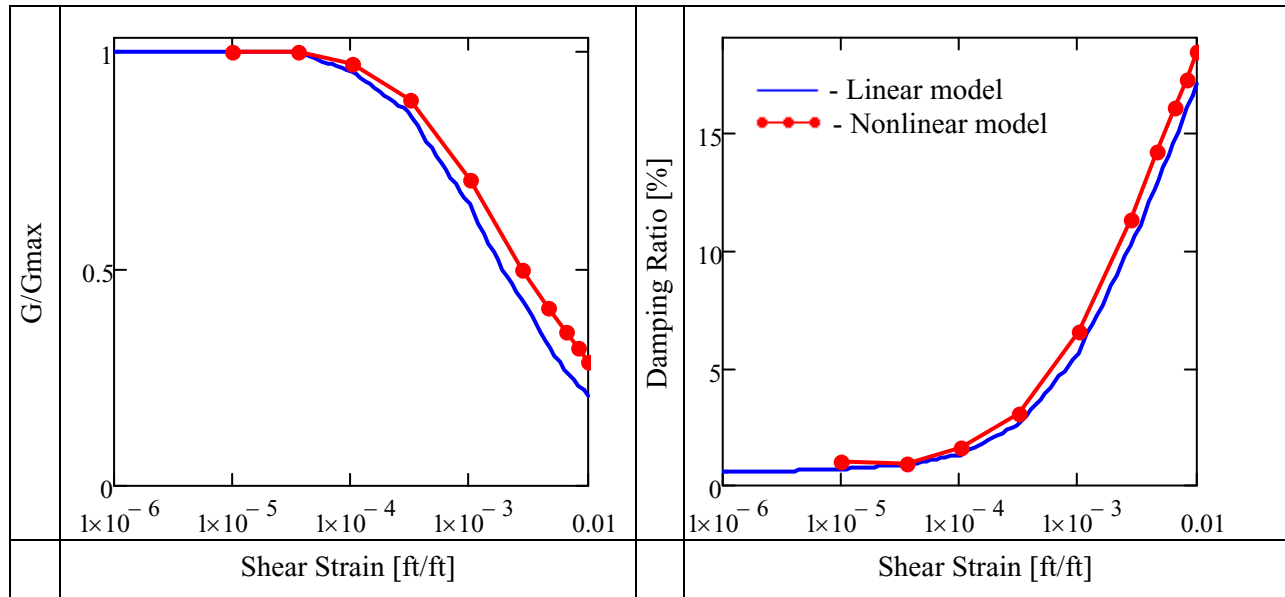 G/Gmax
1
0.5
0
1×10⁻⁶ 1×10⁻⁵ 1×10⁻⁴ 1×10⁻³ 0.01
Shear Strain [ft/ft]
Damping Ratio [%]
- Linear model
- Nonlinear model
15
10
5
0
1×10⁻⁶ 1×10⁻⁵ 1×10⁻⁴ 1×10⁻³ 0.01
Shear Strain [ft/ft]